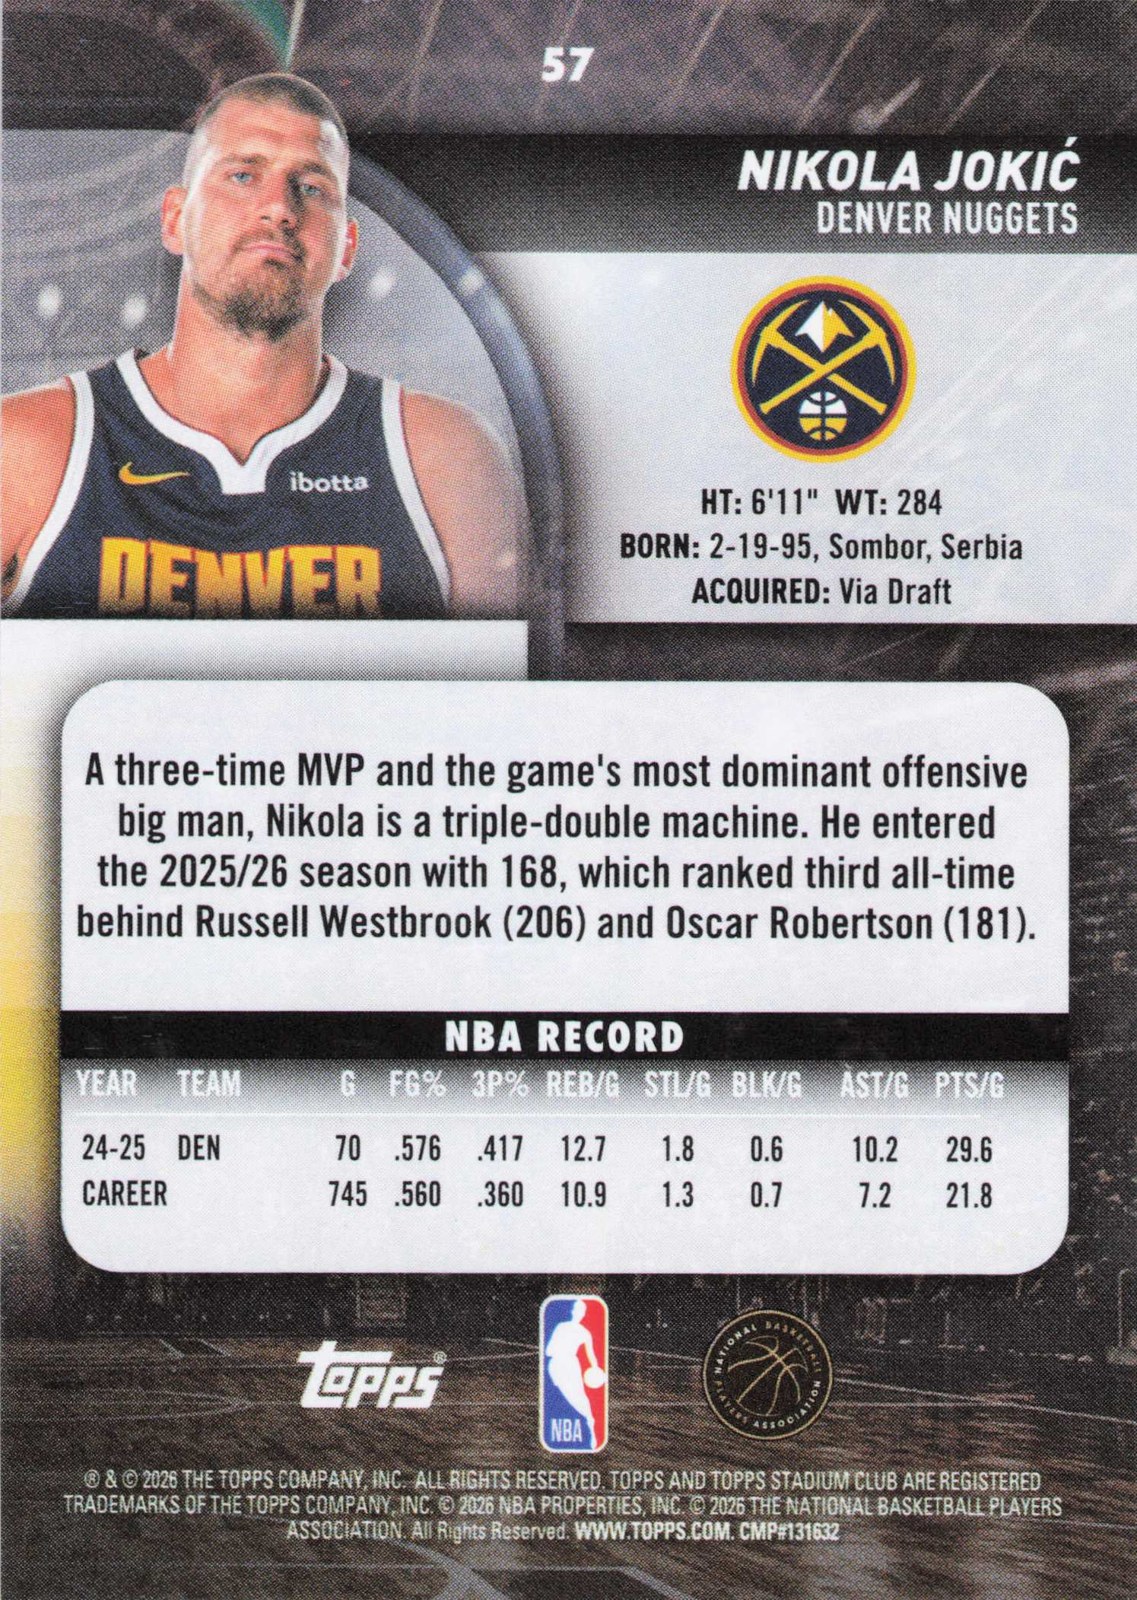 57
NIKOLA JOKIĆ
DENVER NUGGETS
HT: 6'11" WT: 284
BORN: 2-19-95, Sombor, Serbia
ACQUIRED: Via Draft
ibotta
DENVER
A three-time MVP and the game's most dominant offensive
big man, Nikola is a triple-double machine. He entered
the 2025/26 season with 168, which ranked third all-time
behind Russell Westbrook (206) and Oscar Robertson (181).
NBA RECORD
YEAR TEAM G FG% 3P% REB/G STL/G BLK/G AST/G PTS/G
24-25 DEN 70 .576 .417 12.7 1.8 0.6 10.2 29.6
CAREER 745 .560 .360 10.9 1.3 0.7 7.2 21.8
topps®
NBA
NATIONAL BASKETBALL PLAYERS ASSOCIATION
® & © 2026 THE TOPPS COMPANY, INC. ALL RIGHTS RESERVED. TOPPS AND TOPPS STADIUM CLUB ARE REGISTERED
TRADEMARKS OF THE TOPPS COMPANY, INC. © 2026 NBA PROPERTIES, INC. © 2026 THE NATIONAL BASKETBALL PLAYERS
ASSOCIATION. All Rights Reserved. WWW.TOPPS.COM. CMP#131632